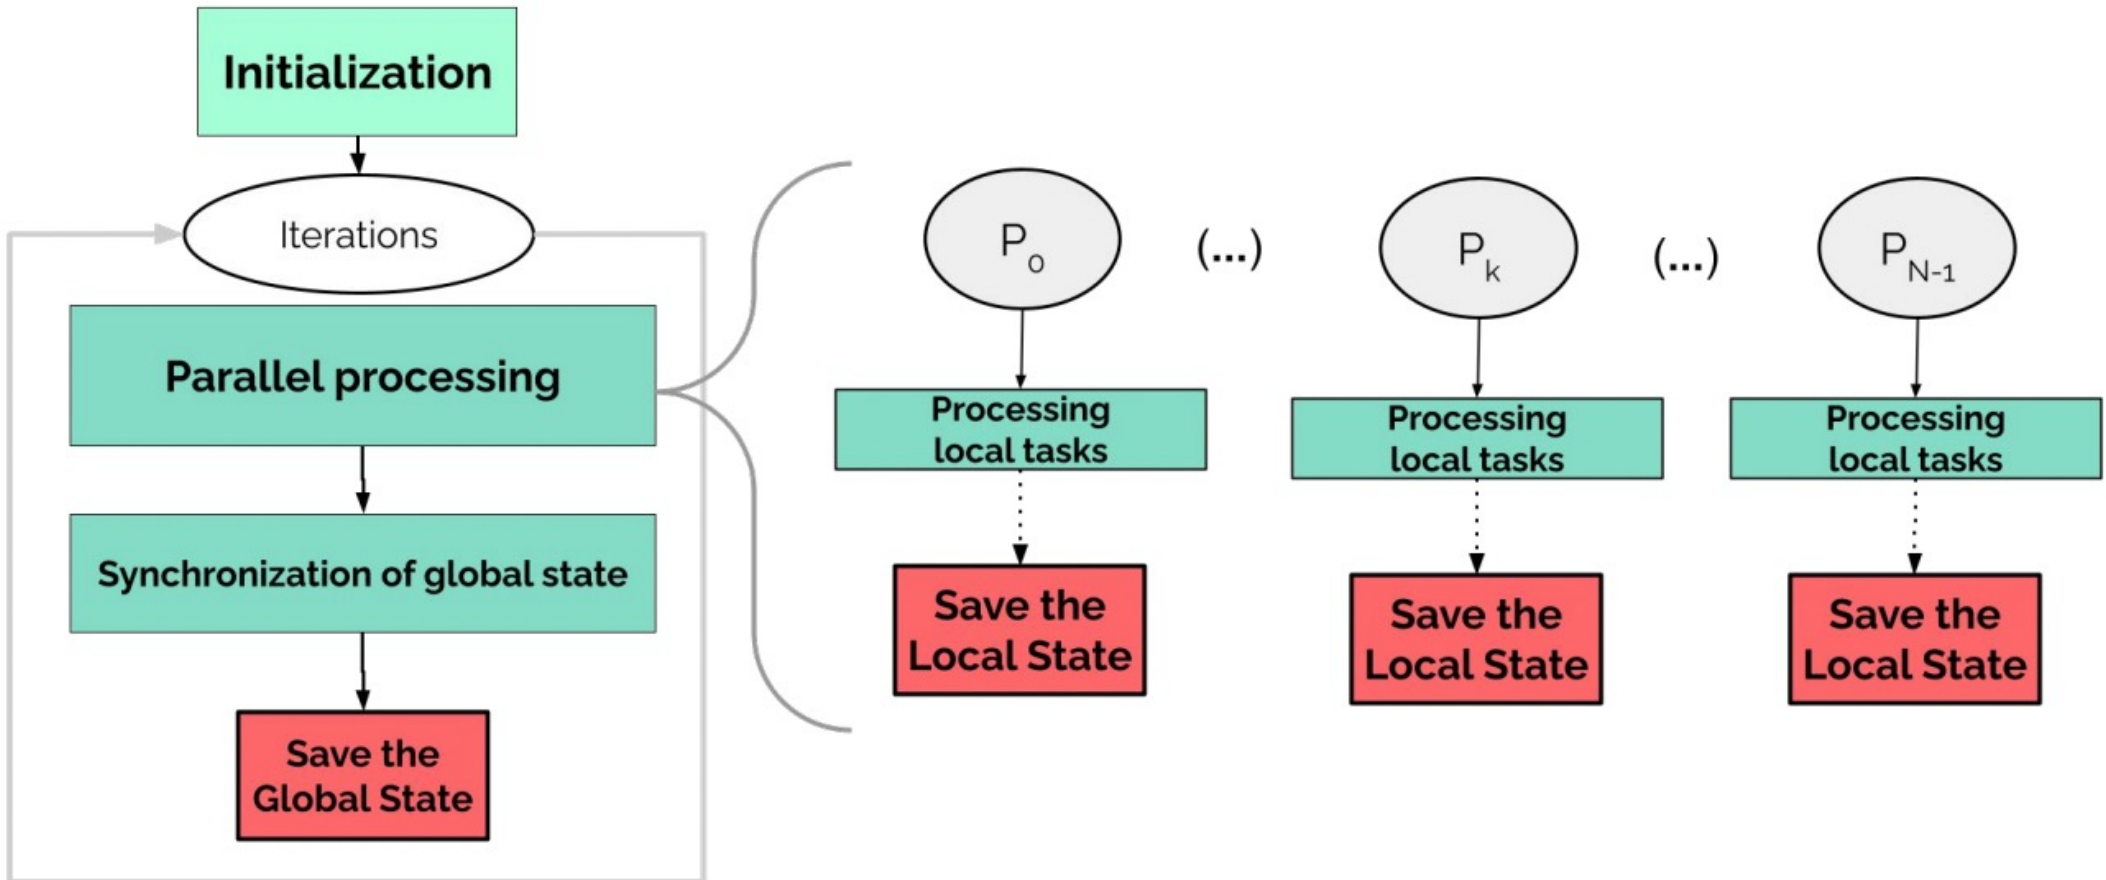 Initialization
Iterations
Parallel processing
Synchronization of global state
Save the
Global State
P0
(...)
Pk
(...)
PN-1
Processing
local tasks
Processing
local tasks
Processing
local tasks
Save the
Local State
Save the
Local State
Save the
Local State